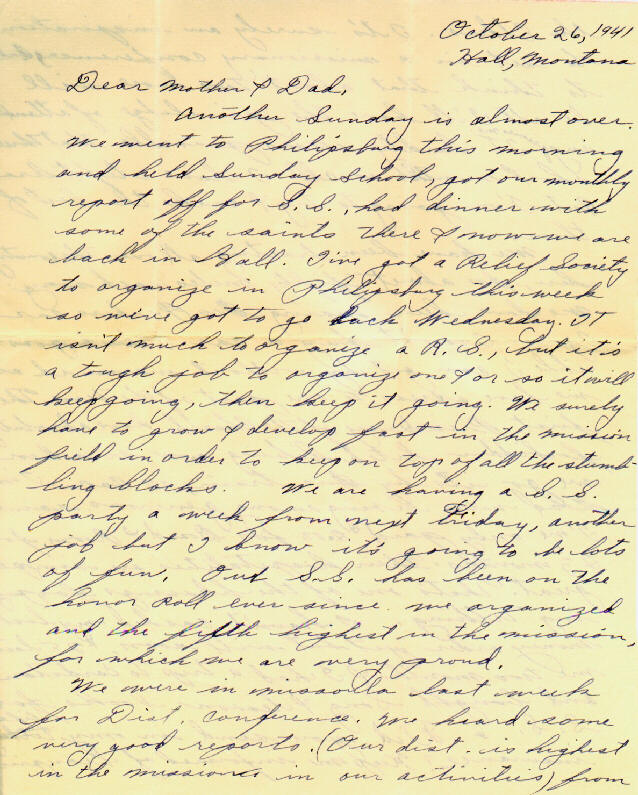 October 26, 1941
Hall, Montana
Dear Mother & Dad,
Another Sunday is almost over.
We went to Philipsburg this morning
and held Sunday School, got our monthly
report off for S.S., had dinner with
some of the saints there & now we are
back in Hall. I've got a Relief Society
to organize in Philipsburg this week
so we've got to go back Wednesday. It
isn't much to organize a R.S., but it's
a tough job to organize one & or so it will
keep going, then keep it going. We surely
have to grow & develop fast in the mission
field in order to keep on top of all the stumb-
ling blocks. We are having a S.S.
party a week from next Friday, another
job but I know it's going to be lots
of fun. Our S.S. has been on the
honor roll ever since we organized
and the fifth highest in the mission,
for which we are very proud.
We were in Missoula last week
for Dist. conference. We heard some
very good reports. (Our dist. is highest
in the missions in our activities) from